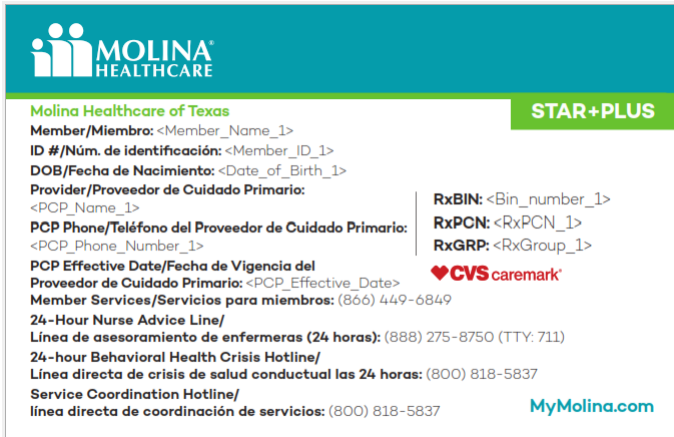 MOLINA®
HEALTHCARE
Molina Healthcare of Texas
STAR+PLUS
Member/Miembro: <Member_Name_1>
ID #/Núm. de identificación: <Member_ID_1>
DOB/Fecha de Nacimiento: <Date_of_Birth_1>
Provider/Proveedor de Cuidado Primario:
<PCP_Name_1>
PCP Phone/Teléfono del Proveedor de Cuidado Primario:
<PCP_Phone_Number_1>
PCP Effective Date/Fecha de Vigencia del
Proveedor de Cuidado Primario: <PCP_Effective_Date>
RxBIN: <Bin_number_1>
RxPCN: <RxPCN_1>
RxGRP: <RxGroup_1>
CVS caremark®
Member Services/Servicios para miembros: (866) 449-6849
24-Hour Nurse Advice Line/
Línea de asesoramiento de enfermeras (24 horas): (888) 275-8750 (TTY: 711)
24-hour Behavioral Health Crisis Hotline/
Línea directa de crisis de salud conductual las 24 horas: (800) 818-5837
Service Coordination Hotline/
línea directa de coordinación de servicios: (800) 818-5837
MyMolina.com